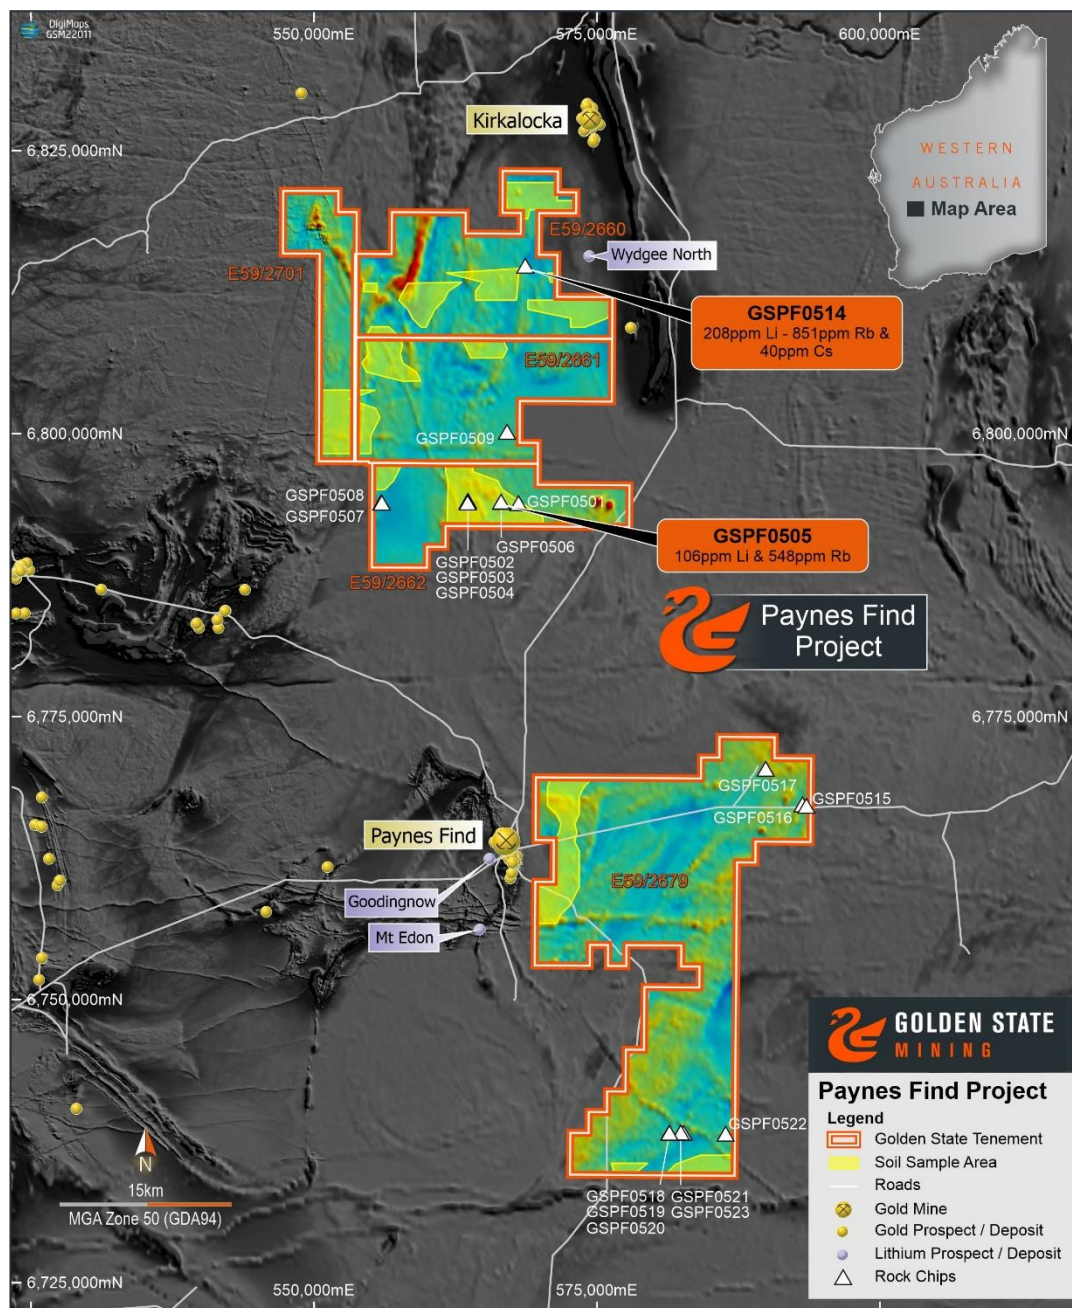 DigiMaps
GSM22011
550,000mE
575,000mE
600,000mE
Kirkalocka
6,825,000mN
WESTERN
AUSTRALIA
Map Area
E59/2660
Wydgee North
E59/2701
GSPF0514
208ppm Li - 851ppm Rb &
40ppm Cs
E59/2661
GSPF0509
6,800,000mN
6,800,000mN
GSPF0508
GSPF0507
GSPF0501
GSPF0506
GSPF0502
GSPF0503
GSPF0504
GSPF0505
106ppm Li & 548ppm Rb
E59/2662
Paynes Find
Project
6,775,000mN
6,775,000mN
GSPF0517
GSPF0515
GSPF0516
Paynes Find
E59/2679
Goodingnow
Mt Edon
6,750,000mN
GOLDEN STATE
MINING
Paynes Find Project
Legend
Golden State Tenement
Soil Sample Area
Roads
Gold Mine
Gold Prospect / Deposit
Lithium Prospect / Deposit
Rock Chips
GSPF0522
N
15km
MGA Zone 50 (GDA94)
GSPF0518
GSPF0519
GSPF0520
GSPF0521
GSPF0523
6,725,000mN
550,000mE
575,000mE